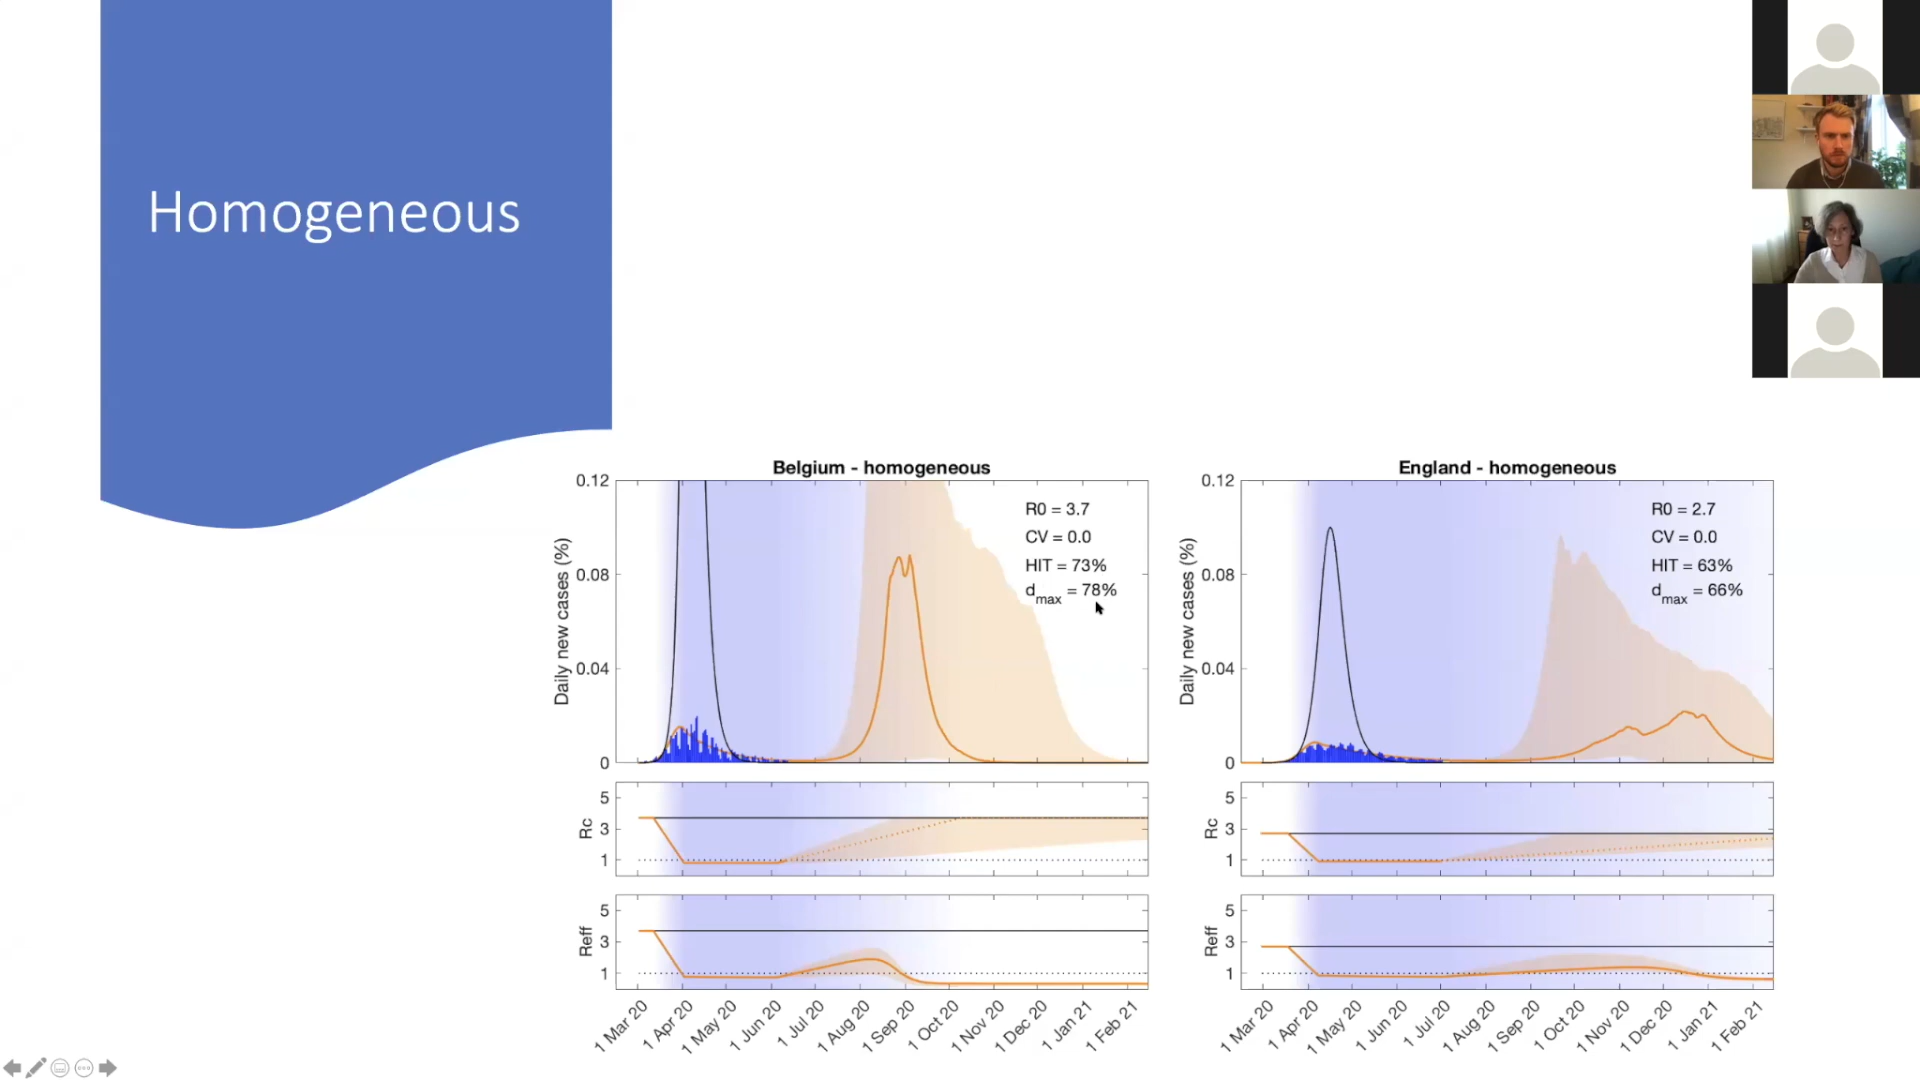 Homogeneous
Belgium - homogeneous
0.12
0.08
0.04
0
Daily new cases (%)
R0 = 3.7
CV = 0.0
HIT = 73%
dmax = 78%
5
3
1
Rc
5
3
1
Reff
1 Mar 20
1 Apr 20
1 May 20
1 Jun 20
1 Jul 20
1 Aug 20
1 Sep 20
1 Oct 20
1 Nov 20
1 Dec 20
1 Jan 21
1 Feb 21
England - homogeneous
0.12
0.08
0.04
0
Daily new cases (%)
R0 = 2.7
CV = 0.0
HIT = 63%
dmax = 66%
5
3
1
Rc
5
3
1
Reff
1 Mar 20
1 Apr 20
1 May 20
1 Jun 20
1 Jul 20
1 Aug 20
1 Sep 20
1 Oct 20
1 Nov 20
1 Dec 20
1 Jan 21
1 Feb 21